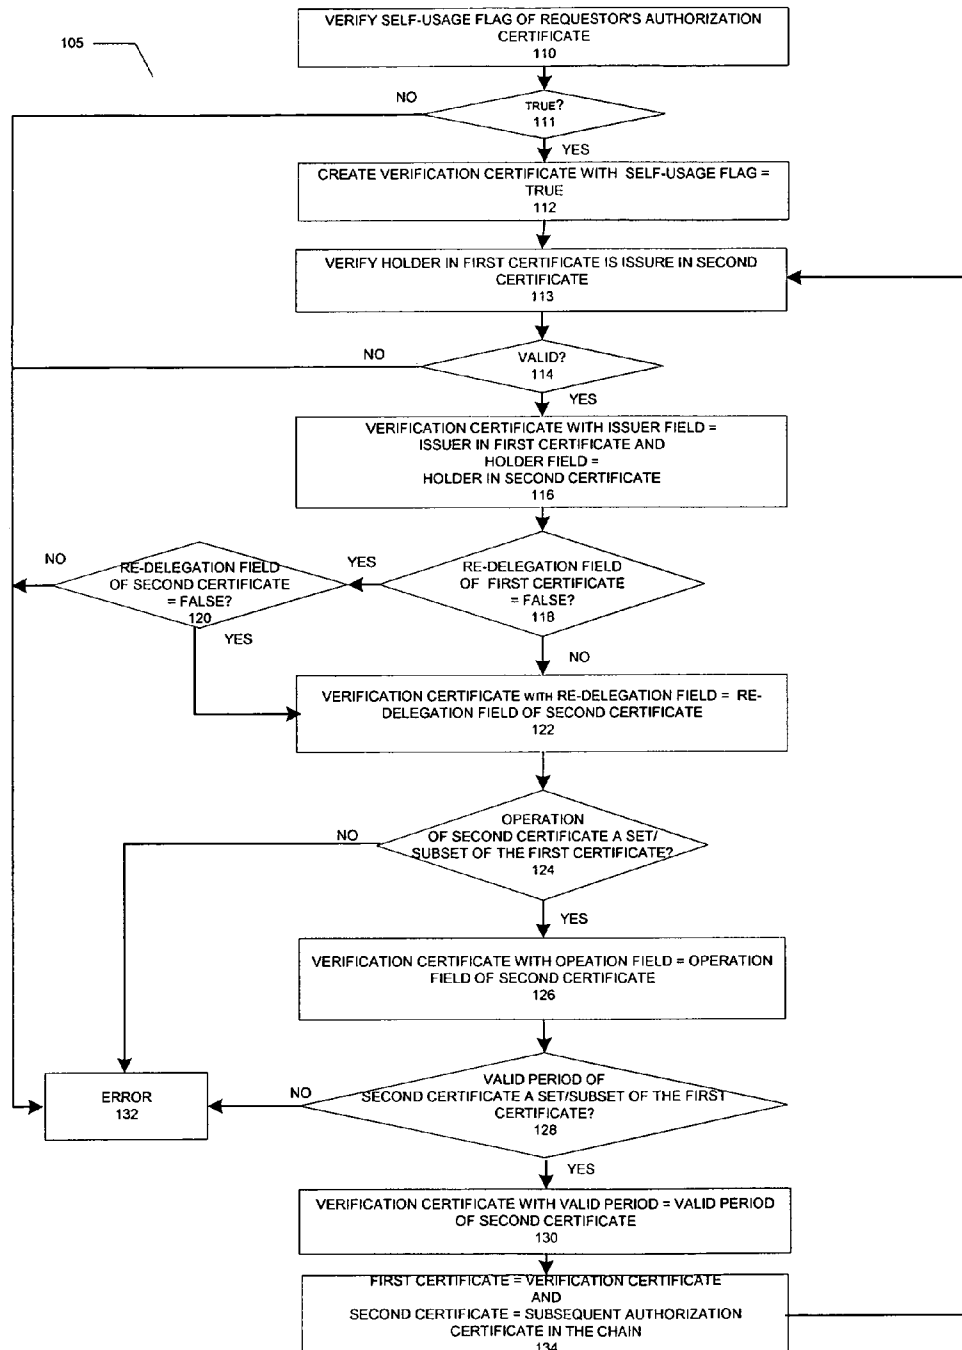 VERIFY SELF-USAGE FLAG OF REQUESTOR'S AUTHORIZATION
CERTIFICATE
110
105
NO
TRUE?
111
YES
CREATE VERIFICATION CERTIFICATE WITH SELF-USAGE FLAG =
TRUE
112
VERIFY HOLDER IN FIRST CERTIFICATE IS ISSURE IN SECOND
CERTIFICATE
113
NO
VALID?
114
YES
VERIFICATION CERTIFICATE WITH ISSUER FIELD =
ISSUER IN FIRST CERTIFICATE AND
HOLDER FIELD =
HOLDER IN SECOND CERTIFICATE
116
NO
RE-DELEGATION FIELD
OF SECOND CERTIFICATE
= FALSE?
120
YES
YES
RE-DELEGATION FIELD
OF FIRST CERTIFICATE
= FALSE?
118
NO
VERIFICATION CERTIFICATE WITH RE-DELEGATION FIELD = RE-
DELEGATION FIELD OF SECOND CERTIFICATE
122
NO
OPERATION
OF SECOND CERTIFICATE A SET/
SUBSET OF THE FIRST CERTIFICATE?
124
YES
VERIFICATION CERTIFICATE WITH OPEATION FIELD = OPERATION
FIELD OF SECOND CERTIFICATE
126
ERROR
132
NO
VALID PERIOD OF
SECOND CERTIFICATE A SET/SUBSET OF THE FIRST
CERTIFICATE?
128
YES
VERIFICATION CERTIFICATE WITH VALID PERIOD = VALID PERIOD
OF SECOND CERTIFICATE
130
FIRST CERTIFICATE = VERIFICATION CERTIFICATE
AND
SECOND CERTIFICATE = SUBSEQUENT AUTHORIZATION
CERTIFICATE IN THE CHAIN
134